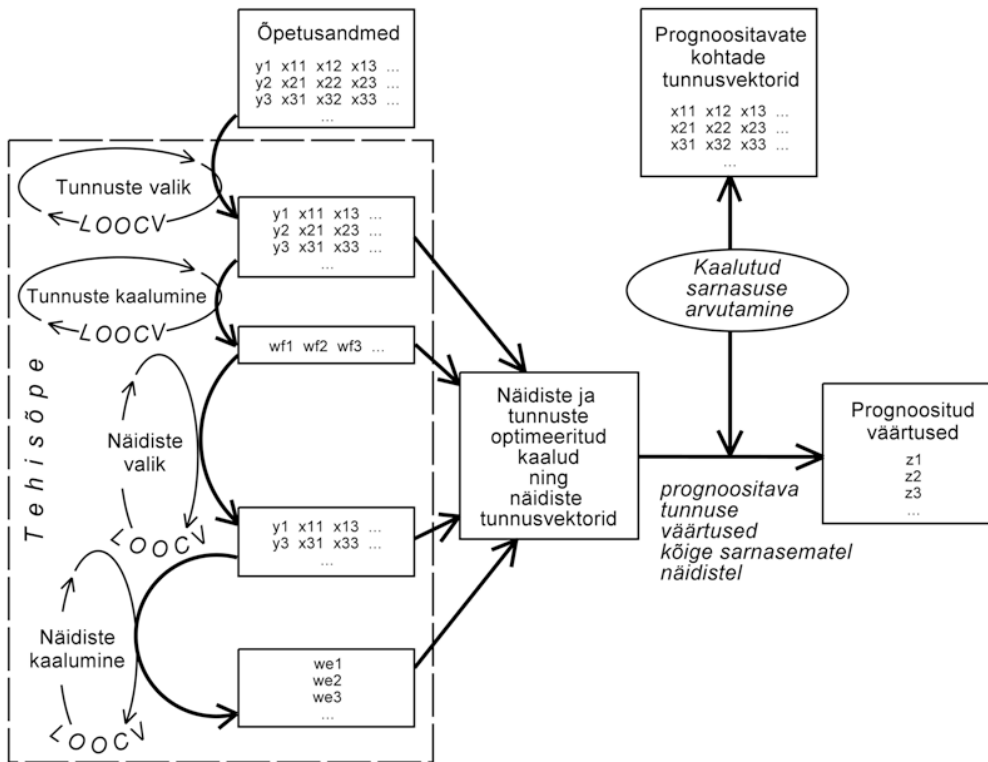 Õpetusandmed
y1 x11 x12 x13 ...
y2 x21 x22 x23 ...
y3 x31 x32 x33 ...
...
Tehisõpe
Tunnuste valik
LOOCV
y1 x11 x13 ...
y2 x21 x23 ...
y3 x31 x33 ...
...
Tunnuste kaalumine
LOOCV
wf1 wf2 wf3 ...
Näidiste
valik
LOOCV
y1 x11 x13 ...
y3 x31 x33 ...
...
Näidiste
kaalumine
LOOCV
we1
we2
we3
...
Näidiste ja
tunnuste
optimeeritud
kaalud
ning
näidiste
tunnusvektorid
Prognoositavate
kohtade
tunnusvektorid
x11 x12 x13 ...
x21 x22 x23 ...
x31 x32 x33 ...
...
Kaalutud
sarnasuse
arvutamine
prognoositava
tunnuse
väärtused
kõige sarnasematel
näidistel
Prognoositud
väärtused
z1
z2
z3
...